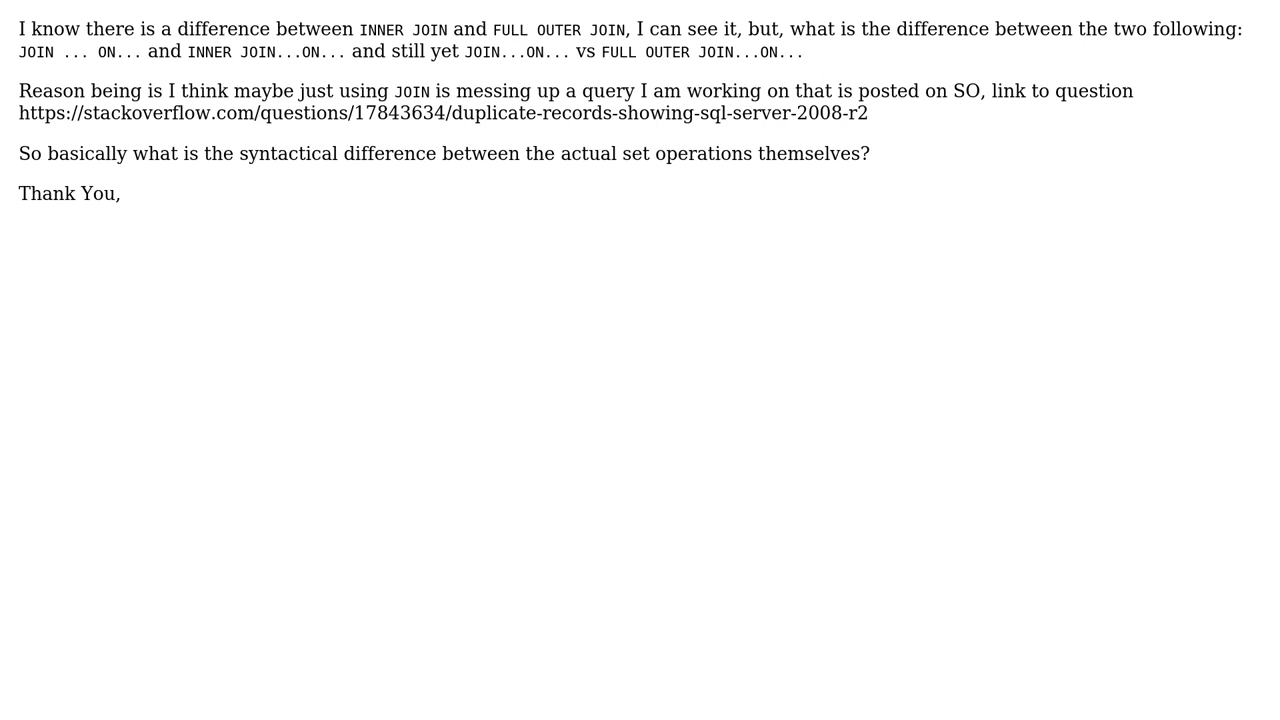 I know there is a difference between INNER JOIN and FULL OUTER JOIN, I can see it, but, what is the difference between the two following:
JOIN ... ON... and INNER JOIN...ON... and still yet JOIN...ON... vs FULL OUTER JOIN...ON...
Reason being is I think maybe just using JOIN is messing up a query I am working on that is posted on SO, link to question
https://stackoverflow.com/questions/17843634/duplicate-records-showing-sql-server-2008-r2
So basically what is the syntactical difference between the actual set operations themselves?
Thank You,